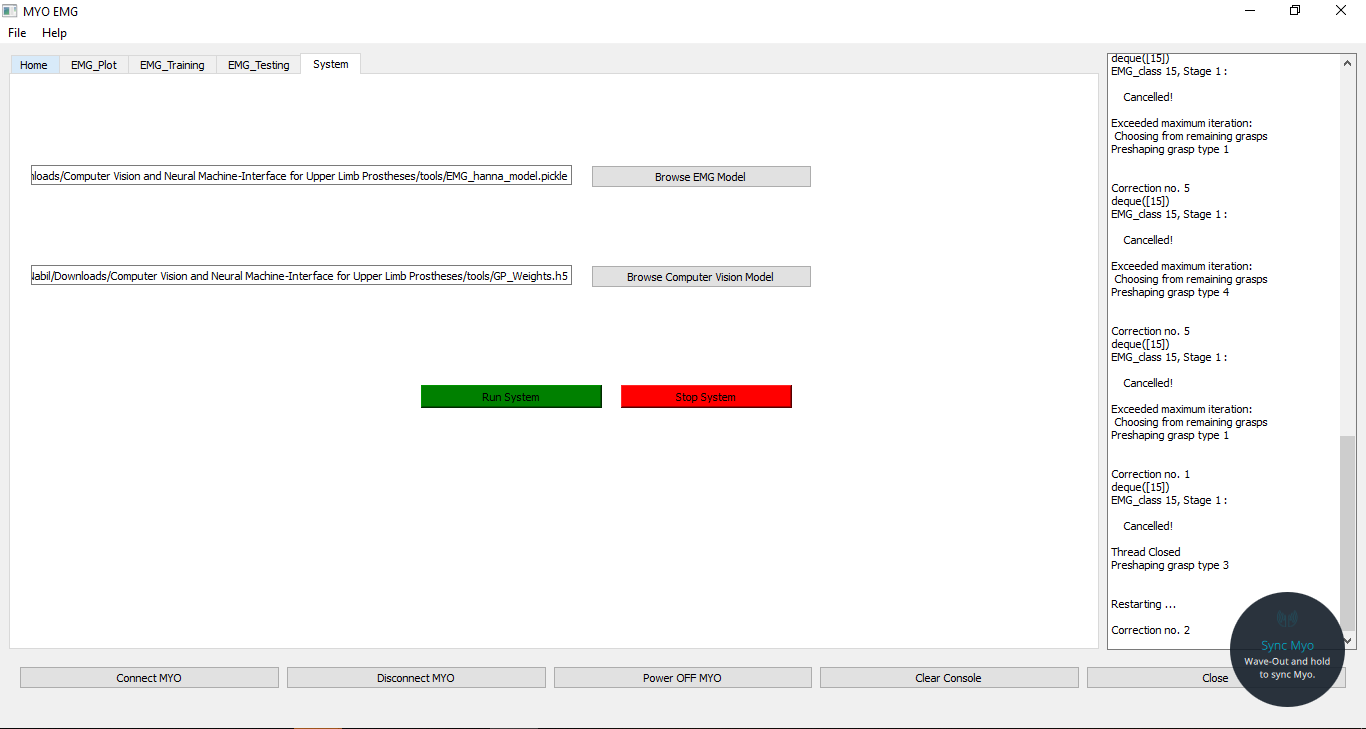 MYO EMG
File Help
Home EMG_Plot EMG_Training EMG_Testing System
nloads/Computer Vision and Neural Machine-Interface for Upper Limb Prostheses/tools/EMG_hanna_model.pickle
Browse EMG Model
Nabil/Downloads/Computer Vision and Neural Machine-Interface for Upper Limb Prostheses/tools/GP_Weights.h5
Browse Computer Vision Model
Run System
Stop System
deque([15])
EMG_class 15, Stage 1 :
Cancelled!
Exceeded maximum iteration:
Choosing from remaining grasps
Preshaping grasp type 1
Correction no. 5
deque([15])
EMG_class 15, Stage 1 :
Cancelled!
Exceeded maximum iteration:
Choosing from remaining grasps
Preshaping grasp type 4
Correction no. 5
deque([15])
EMG_class 15, Stage 1 :
Cancelled!
Exceeded maximum iteration:
Choosing from remaining grasps
Preshaping grasp type 1
Correction no. 1
deque([15])
EMG_class 15, Stage 1 :
Cancelled!
Thread Closed
Preshaping grasp type 3
Restarting ...
Correction no. 2
Sync Myo
Wave-Out and hold
to sync Myo.
Connect MYO
Disconnect MYO
Power OFF MYO
Clear Console
Close